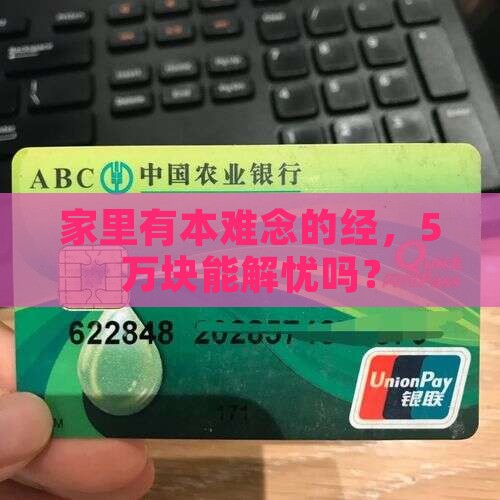 ABC 中国农业银行
家里有本难念的经，5
万块能解忧吗？
622848
UnionPay
银联
171